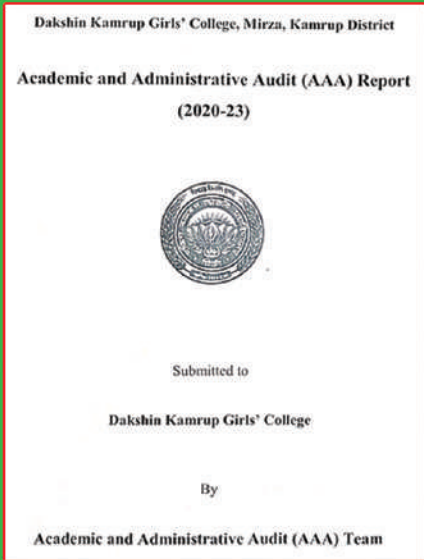 Dakshin Kamrup Girls' College, Mirza, Kamrup District
Academic and Administrative Audit (AAA) Report
(2020-23)
Submitted to
Dakshin Kamrup Girls' College
By
Academic and Administrative Audit (AAA) Team